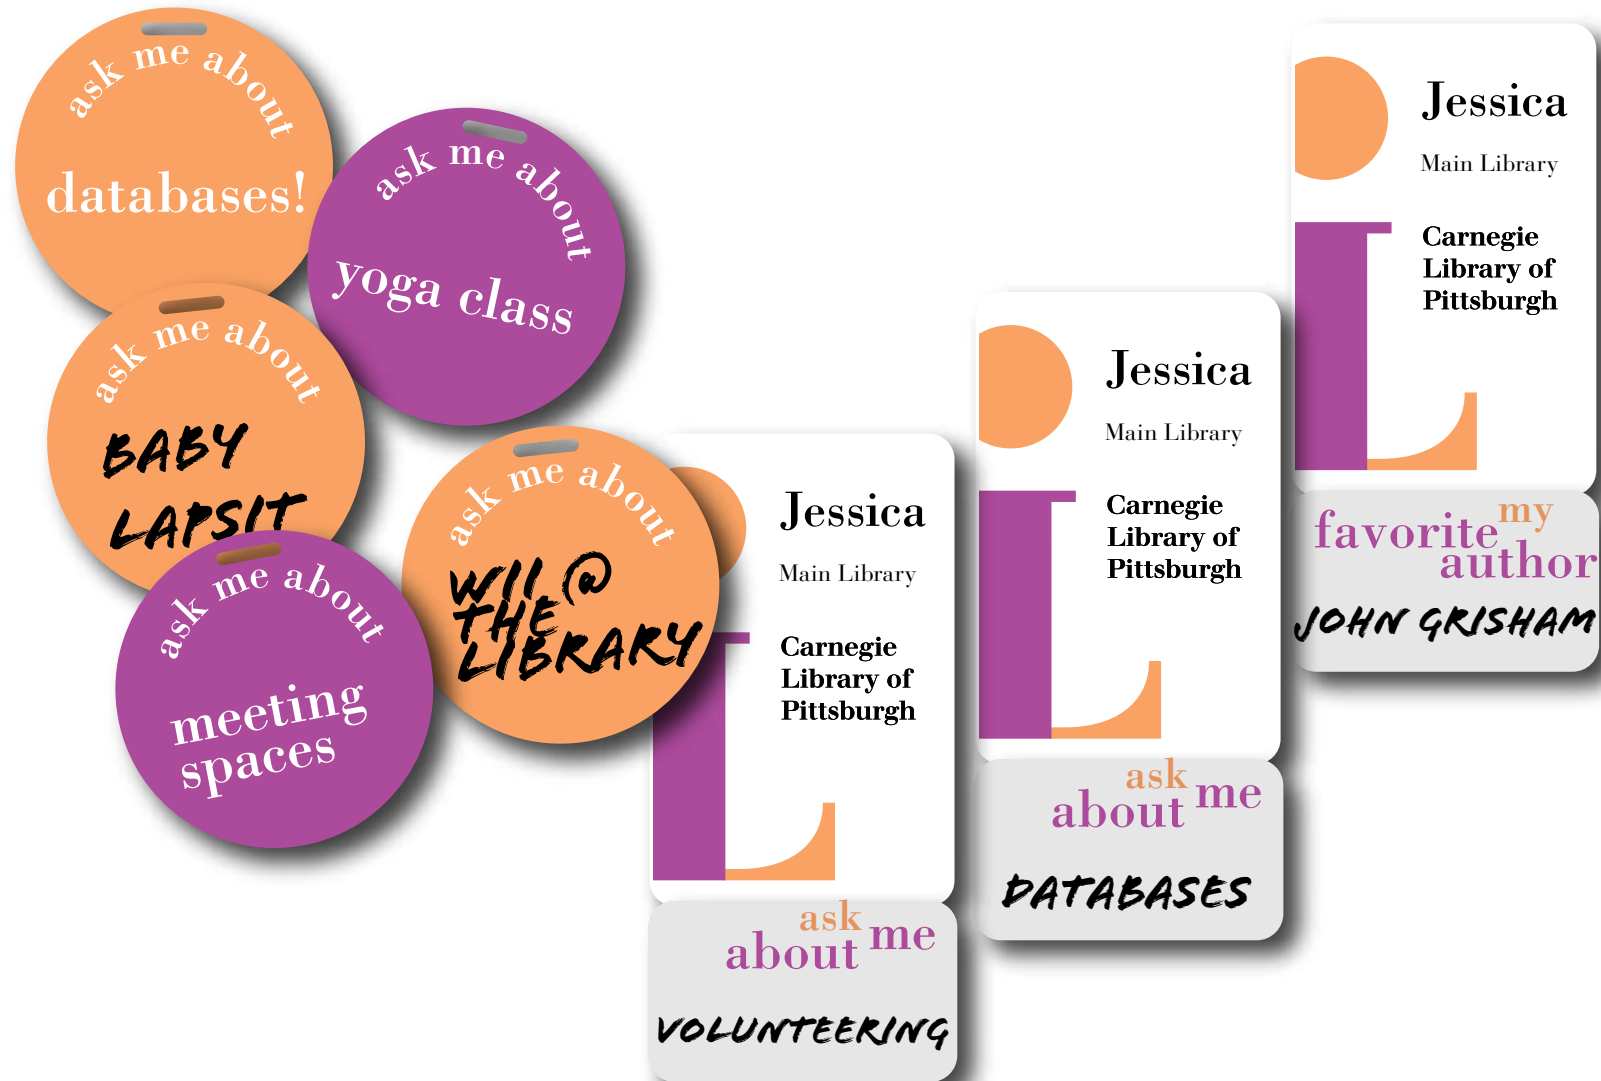 ask me about
databases!
ask me about
yoga class
ask me about
BABY
LAPSIT
ask me about
meeting
spaces
ask me about
WII @
THE
LIBRARY
Jessica
Main Library
Carnegie
Library of
Pittsburgh
ask
about me
VOLUNTEERING
Jessica
Main Library
Carnegie
Library of
Pittsburgh
ask
about me
DATABASES
Jessica
Main Library
Carnegie
Library of
Pittsburgh
my
favorite
author
JOHN GRISHAM